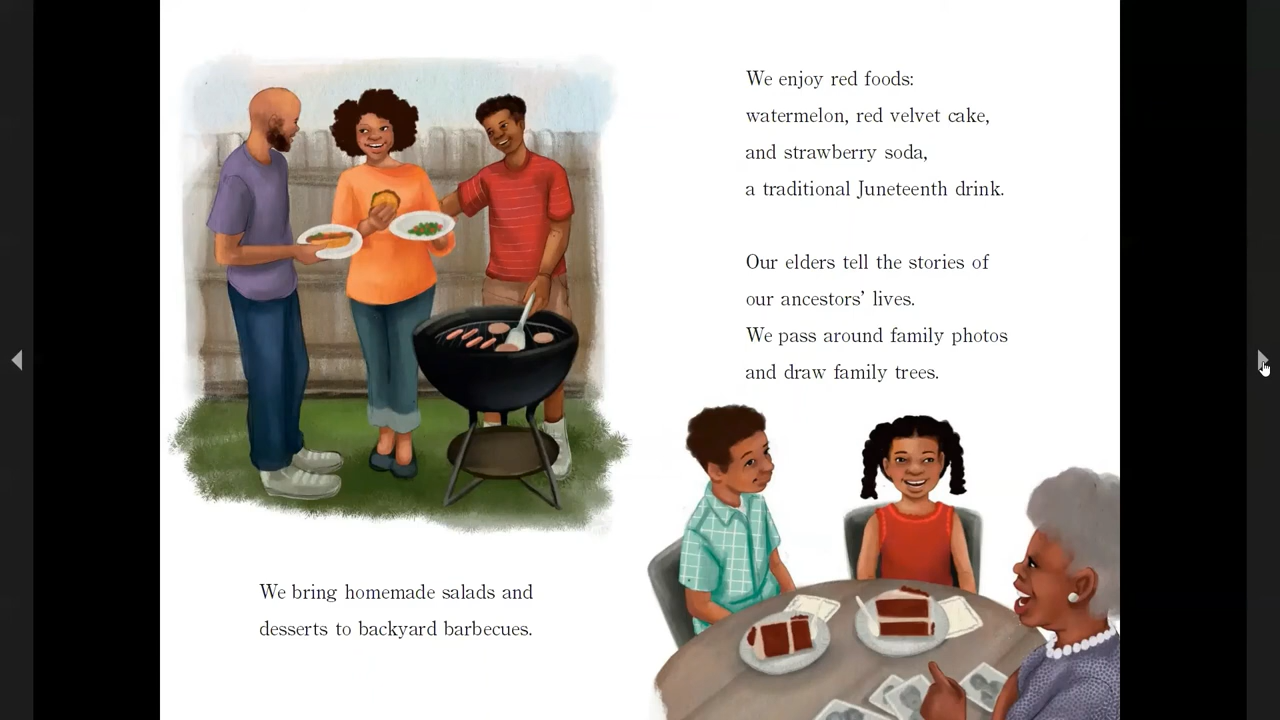 We bring homemade salads and
desserts to backyard barbecues.
We enjoy red foods:
watermelon, red velvet cake,
and strawberry soda,
a traditional Juneteenth drink.
Our elders tell the stories of
our ancestors’ lives.
We pass around family photos
and draw family trees.